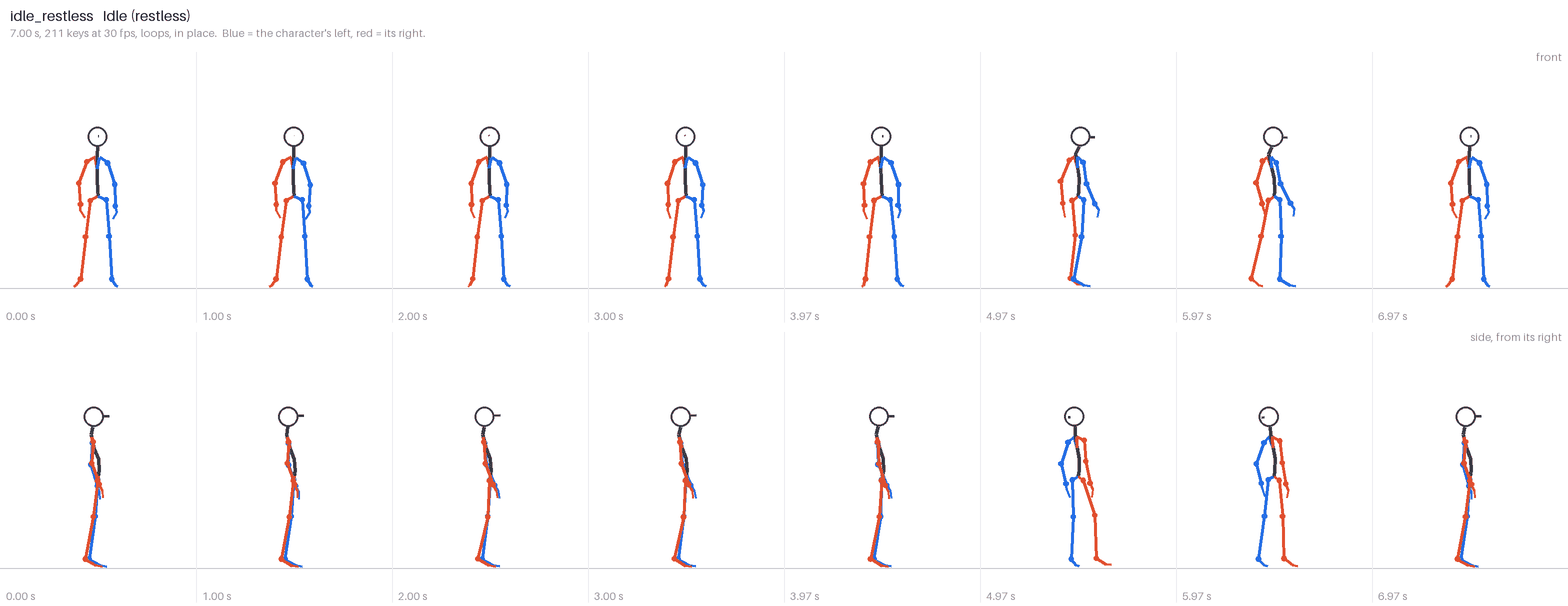 idle_restless Idle (restless)
7.00 s, 211 keys at 30 fps, loops, in place. Blue = the character's left, red = its right.
front
0.00 s 1.00 s 2.00 s 3.00 s 3.97 s 4.97 s 5.97 s 6.97 s
side, from its right
0.00 s 1.00 s 2.00 s 3.00 s 3.97 s 4.97 s 5.97 s 6.97 s